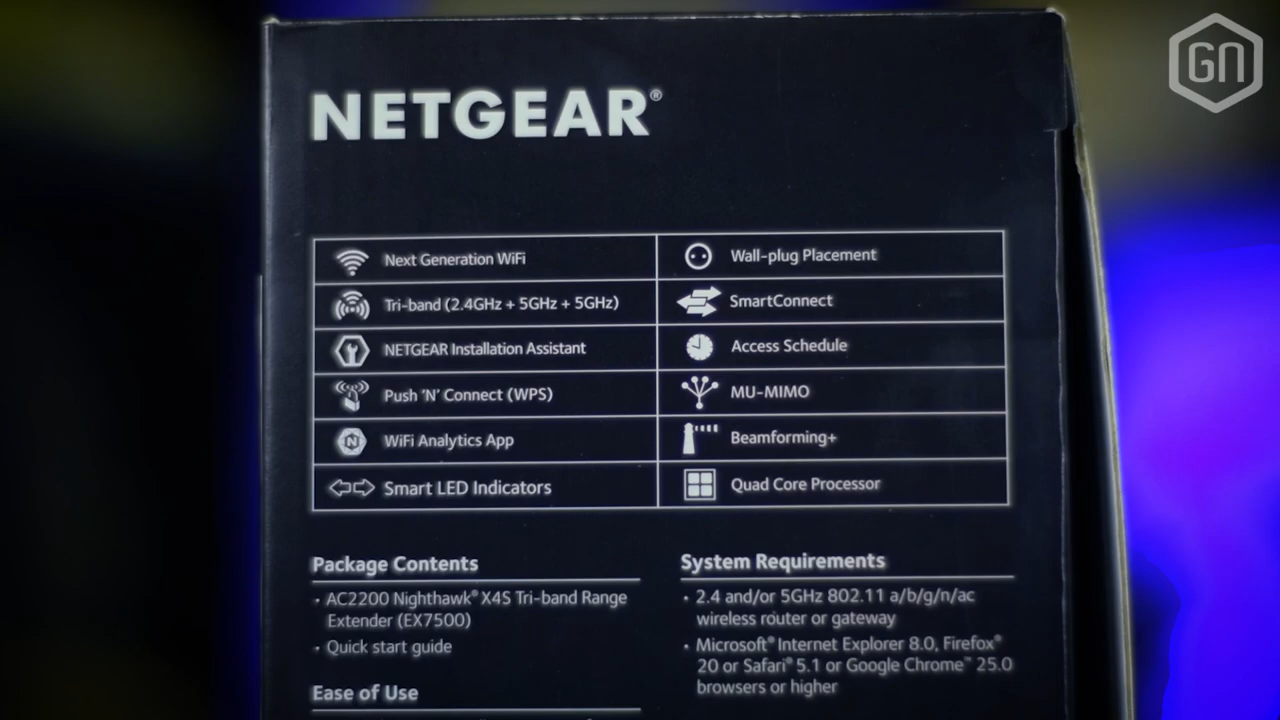 GN
NETGEAR®
Next Generation WiFi
Tri-band (2.4GHz + 5GHz + 5GHz)
NETGEAR Installation Assistant
Push 'N' Connect (WPS)
WiFi Analytics App
Smart LED Indicators
Wall-plug Placement
SmartConnect
Access Schedule
MU-MIMO
Beamforming+
Quad Core Processor
Package Contents
• AC2200 Nighthawk® X4S Tri-band Range
Extender (EX7500)
• Quick start guide
Ease of Use
System Requirements
• 2.4 and/or 5GHz 802.11 a/b/g/n/ac
wireless router or gateway
• Microsoft® Internet Explorer 8.0, Firefox®
20 or Safari® 5.1 or Google Chrome™ 25.0
browsers or higher